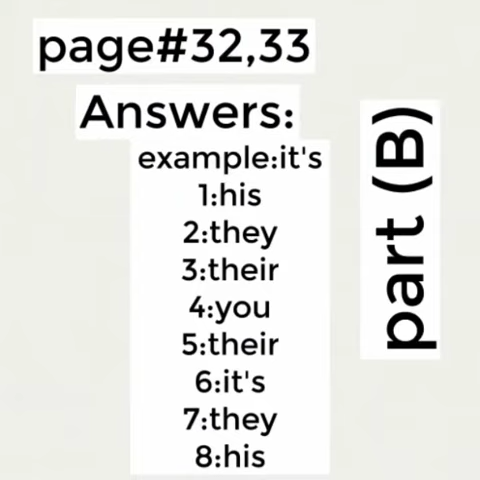 page#32,33
Answers:
example:it's
1:his
2:they
3:their
4:you
5:their
6:it's
7:they
8:his
part (B)